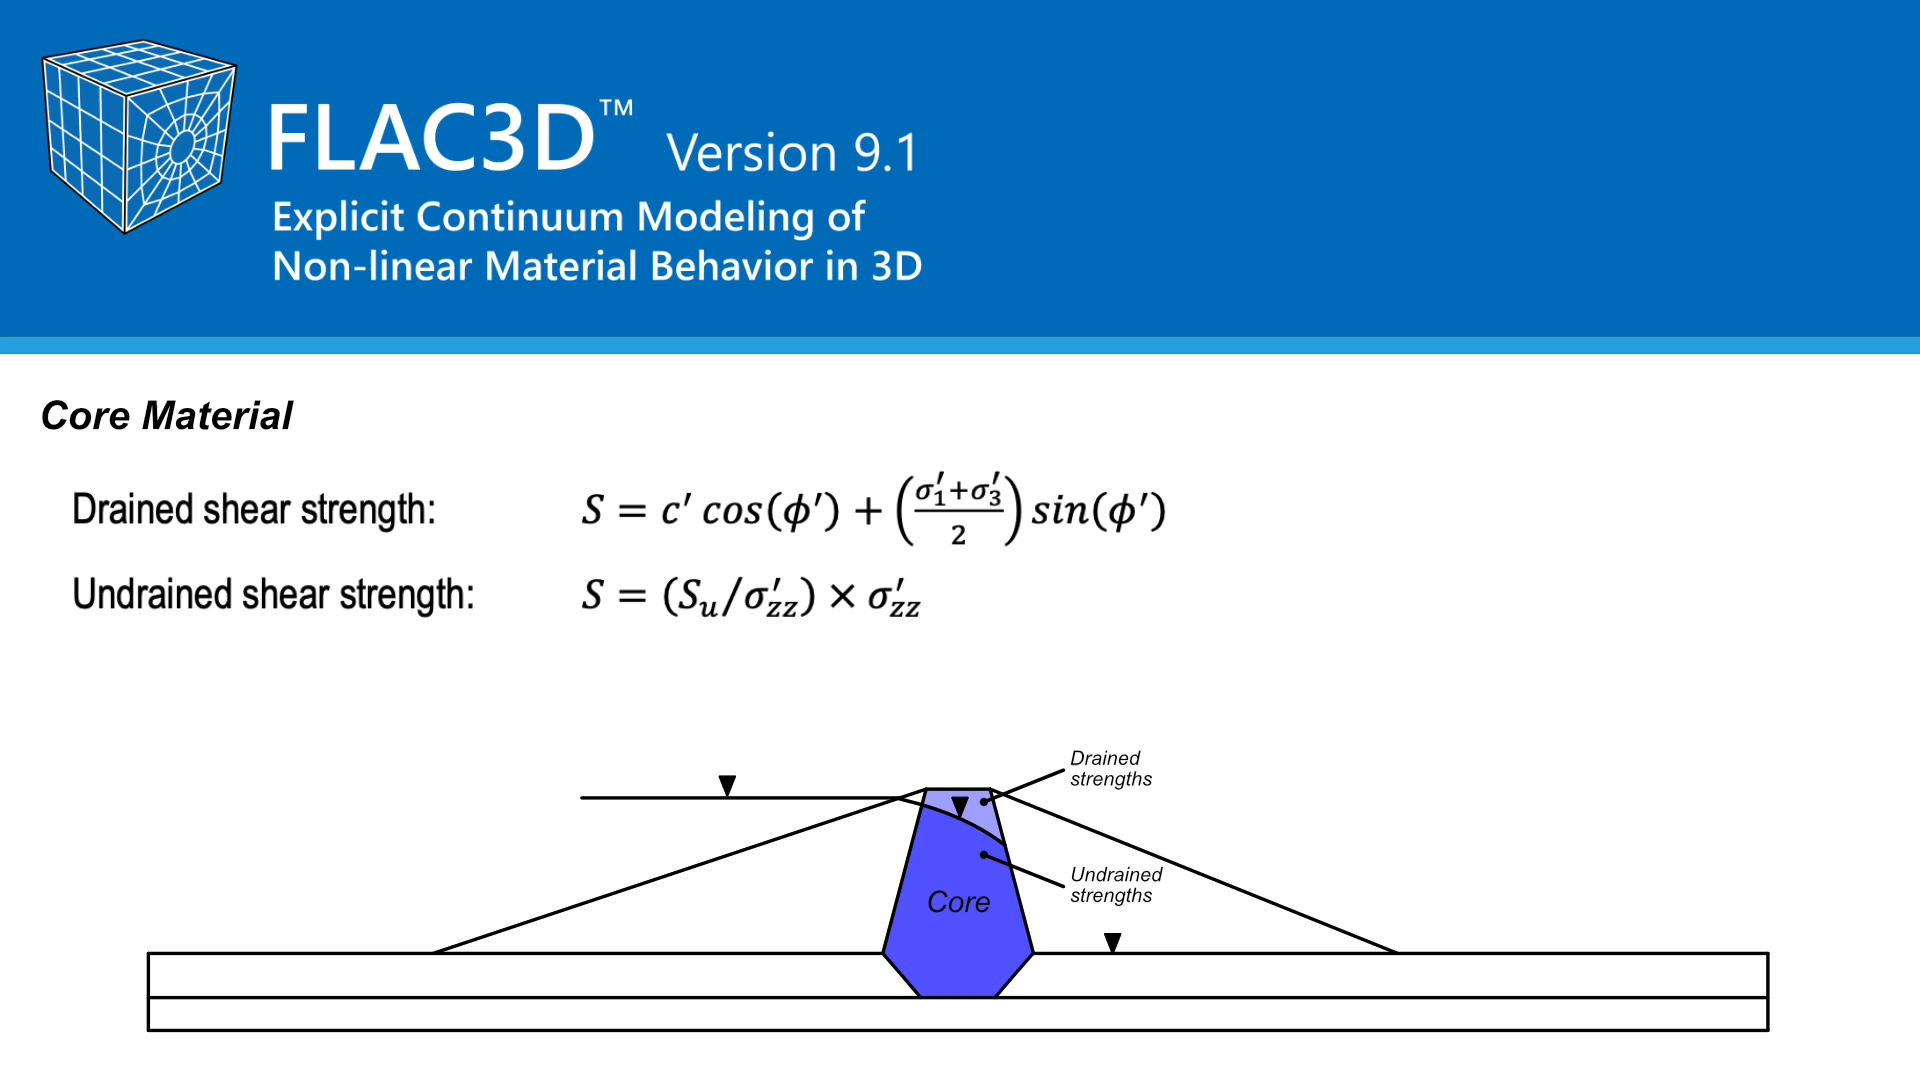 FLAC3D™ Version 9.1
Explicit Continuum Modeling of
Non-linear Material Behavior in 3D
Core Material
Drained shear strength: S = c′ cos(ϕ′) + ((σ′₁+σ′₃)/2) sin(ϕ′)
Undrained shear strength: S = (Sᵤ/σ′zz) × σ′zz
Drained
strengths
Undrained
strengths
Core